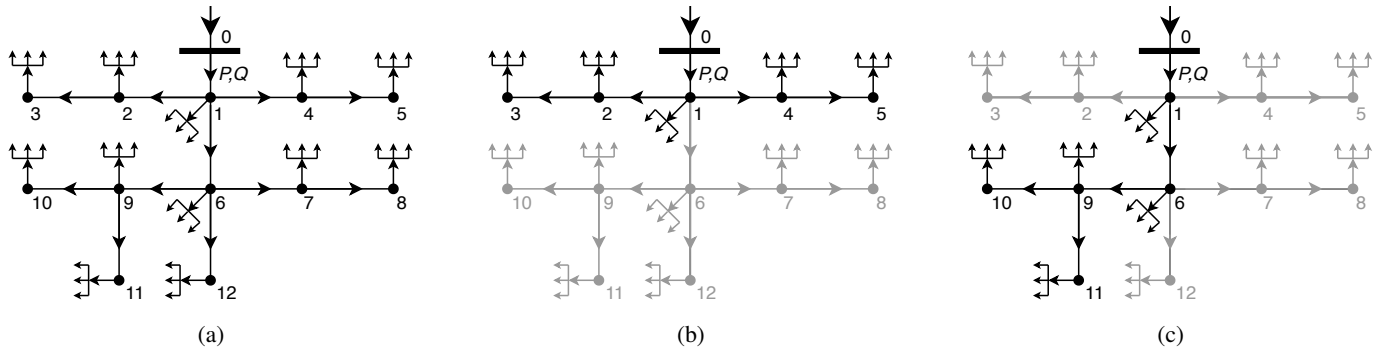 0 0 0
P,Q P,Q P,Q
3 2 1 4 5 3 2 1 4 5 3 2 1 4 5
10 9 6 7 8 10 9 6 7 8 10 9 6 7 8
11 12 11 12 11 12
(a) (b) (c)